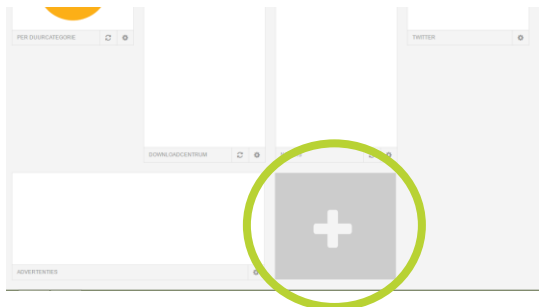 PER DUURCATEGORIE
TWITTER
DOWNLOADCENTRUM
ADVERTENTIES